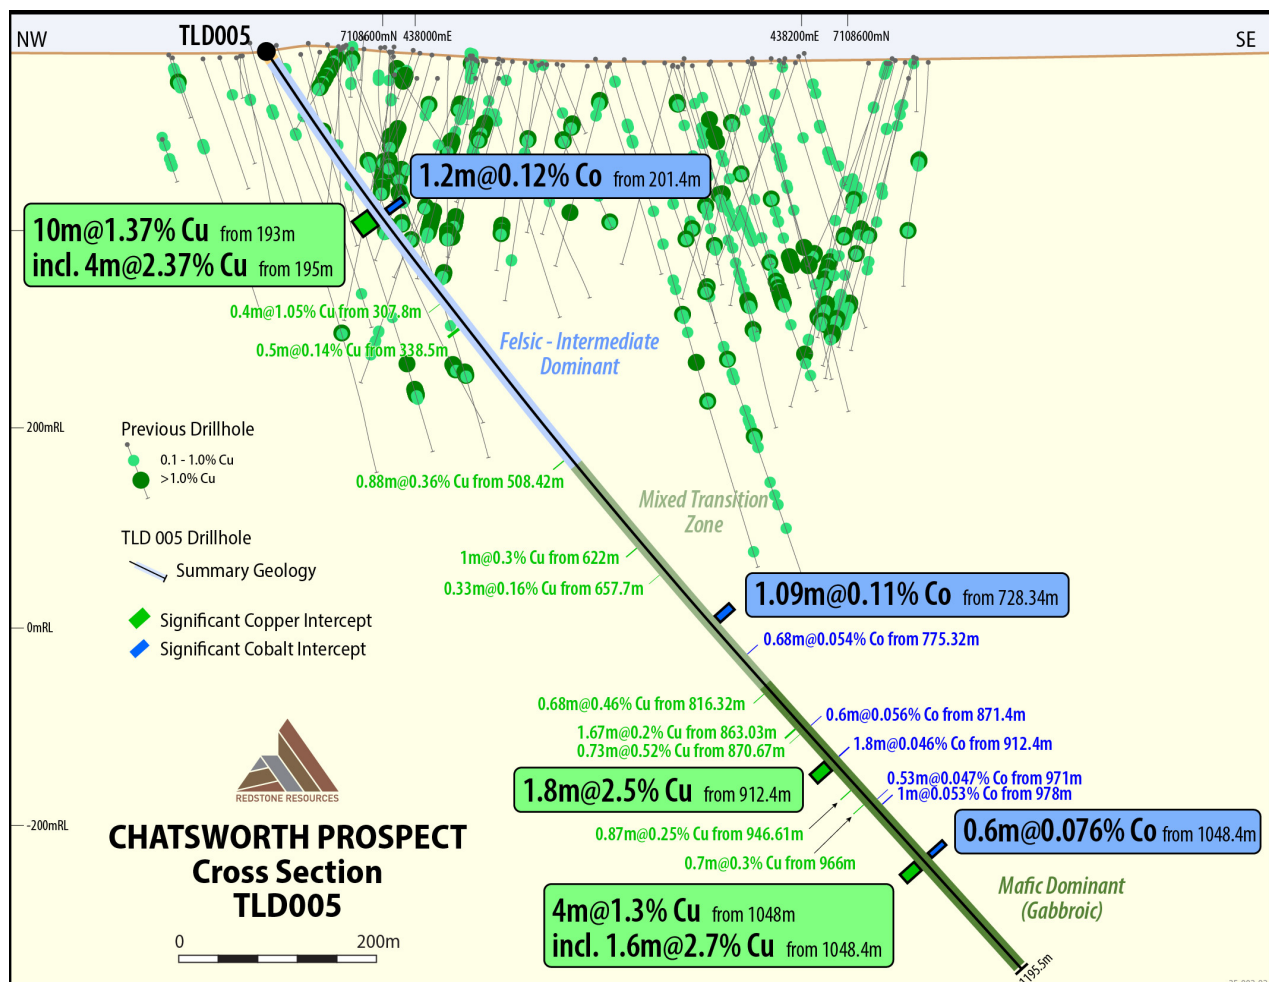 NW
TLD005
7108600mN
438000mE
438200mE
7108600mN
SE
1.2m@0.12% Co from 201.4m
10m@1.37% Cu from 193m
incl. 4m@2.37% Cu from 195m
0.4m@1.05% Cu from 307.8m
0.5m@0.14% Cu from 338.5m
Felsic - Intermediate
Dominant
200mRL
Previous Drillhole
0.1 - 1.0% Cu
>1.0% Cu
0.88m@0.36% Cu from 508.42m
Mixed Transition
Zone
TLD 005 Drillhole
Summary Geology
1m@0.3% Cu from 622m
0.33m@0.16% Cu from 657.7m
1.09m@0.11% Co from 728.34m
Significant Copper Intercept
0mRL
Significant Cobalt Intercept
0.68m@0.054% Co from 775.32m
0.68m@0.46% Cu from 816.32m
0.6m@0.056% Co from 871.4m
1.67m@0.2% Cu from 863.03m
0.73m@0.52% Cu from 870.67m
1.8m@0.046% Co from 912.4m
0.53m@0.047% Co from 971m
1m@0.053% Co from 978m
1.8m@2.5% Cu from 912.4m
REDSTONE RESOURCES
-200mRL
0.87m@0.25% Cu from 946.61m
0.6m@0.076% Co from 1048.4m
0.7m@0.3% Cu from 966m
CHATSWORTH PROSPECT
Cross Section
TLD005
Mafic Dominant
(Gabbroic)
4m@1.3% Cu from 1048m
incl. 1.6m@2.7% Cu from 1048.4m
0
200m
1195.5m